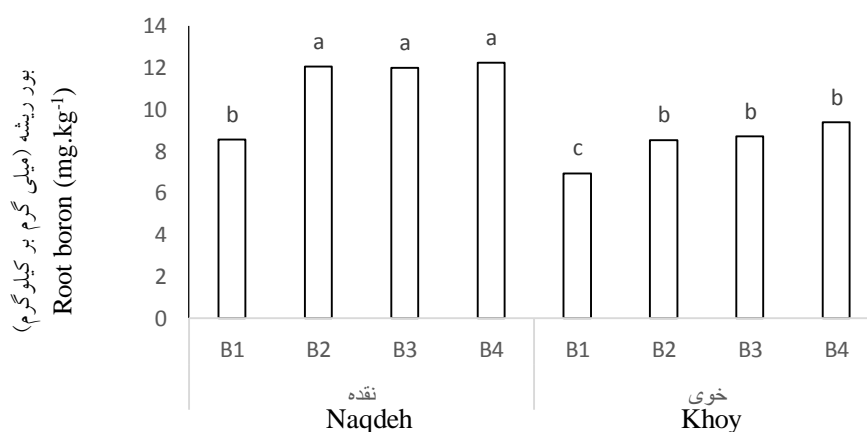 بور ریشه (میلی گرم بر کیلوگرم)
Root boron (mg.kg-1)
14
12
10
8
6
4
2
0
b a a a c b b b
B1 B2 B3 B4 B1 B2 B3 B4
نقده خوی
Naqdeh Khoy